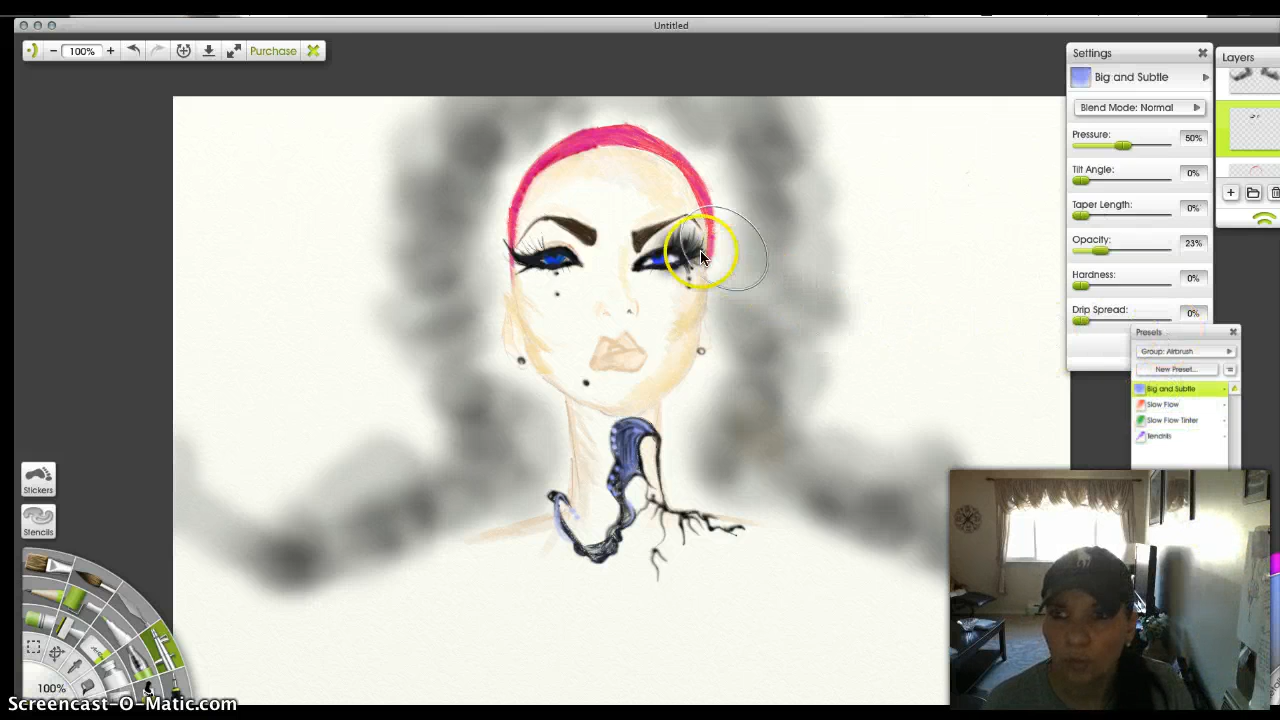 Untitled
100%
Purchase
Settings
Big and Subtle
Blend Mode: Normal
Pressure:
50%
Tilt Angle:
0%
Taper Length:
0%
Opacity:
23%
Hardness:
0%
Drip Spread:
0%
Layers
Presets
Group: Airbrush
New Preset...
Big and Subtle
Slow Flow
Slow Flow Tinter
Tendrils
Stickers
Stencils
100%
Screencast-O-Matic.com